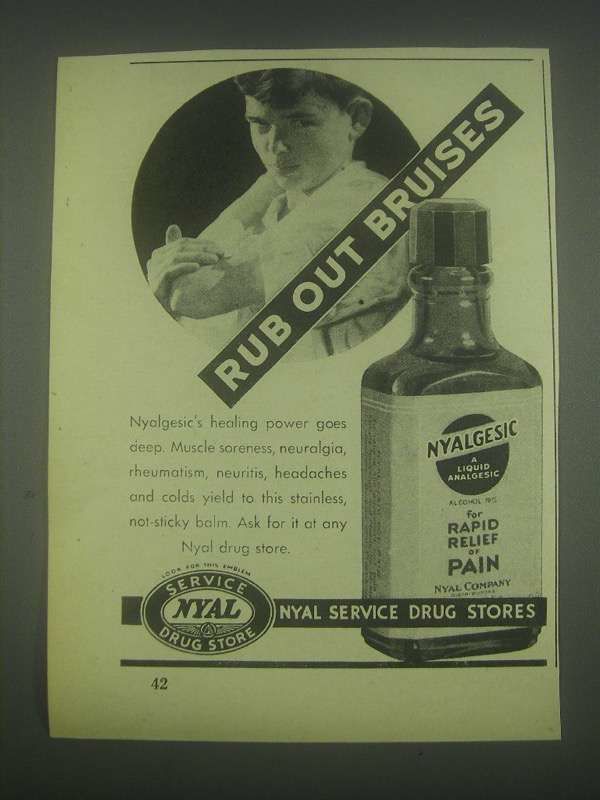 RUB OUT BRUISES
Nyalgesic's healing power goes
deep. Muscle soreness, neuralgia,
rheumatism, neuritis, headaches
and colds yield to this stainless,
not-sticky balm. Ask for it at any
Nyal drug store.
NYALGESIC
A
LIQUID
ANALGESIC
ALCOHOL
for
RAPID
RELIEF
OF
PAIN
NYAL COMPANY
DISTRIBUTORS
LOOK FOR THIS EMBLEM
SERVICE
NYAL
DRUG STORE
NYAL SERVICE DRUG STORES
42